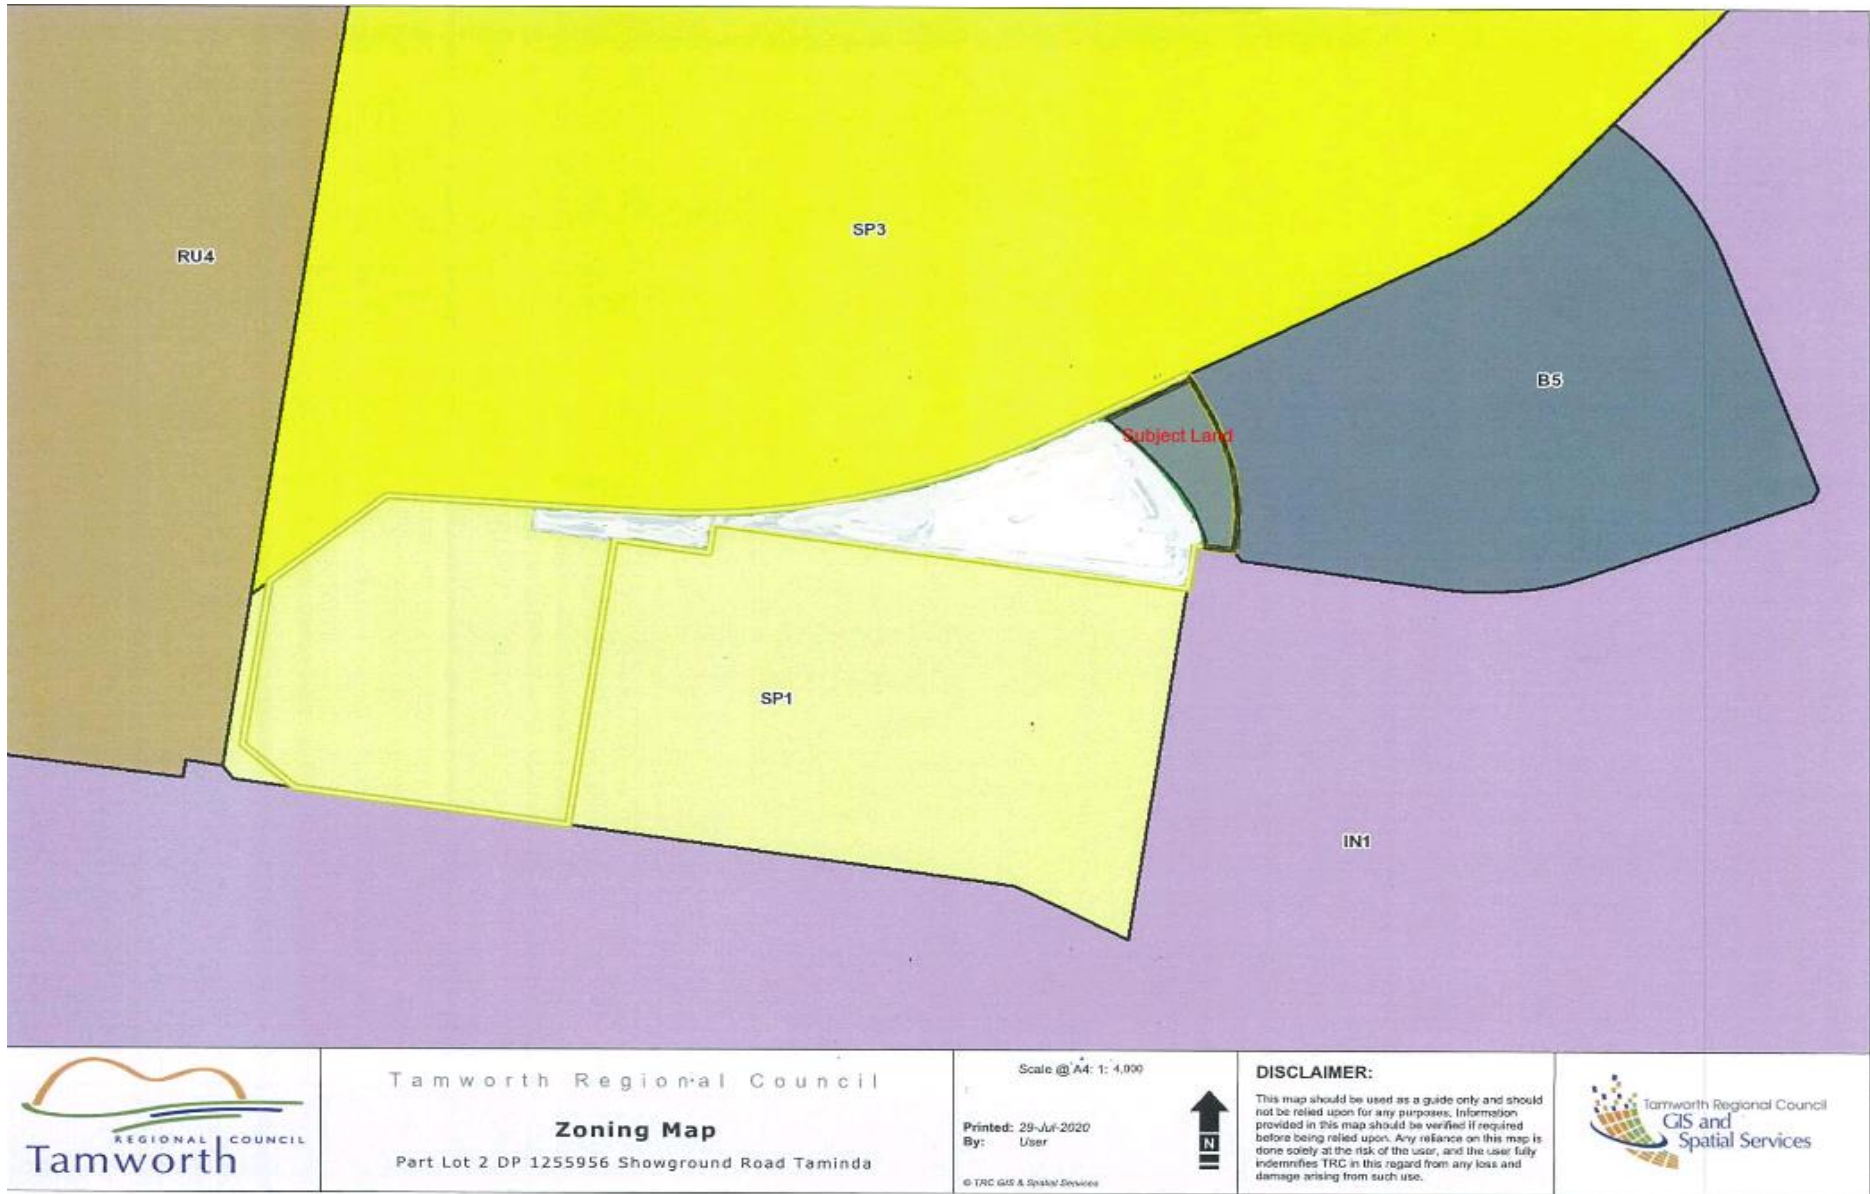 SP3
RU4
B5
Subject Land
SP1
IN1
REGIONAL COUNCIL
Tamworth
Tamworth Regional Council
Zoning Map
Part Lot 2 DP 1255956 Showground Road Taminda
Scale @ A4: 1: 4,000
Printed: 29-Jul-2020
By: User
© TRC GIS & Spatial Services
N
DISCLAIMER:
This map should be used as a guide only and should
not be relied upon for any purposes. Information
provided in this map should be verified if required
before being relied upon. Any reliance on this map is
done solely at the risk of the user, and the user fully
indemnifies TRC in this regard from any loss and
damage arising from such use.
Tamworth Regional Council
GIS and
Spatial Services